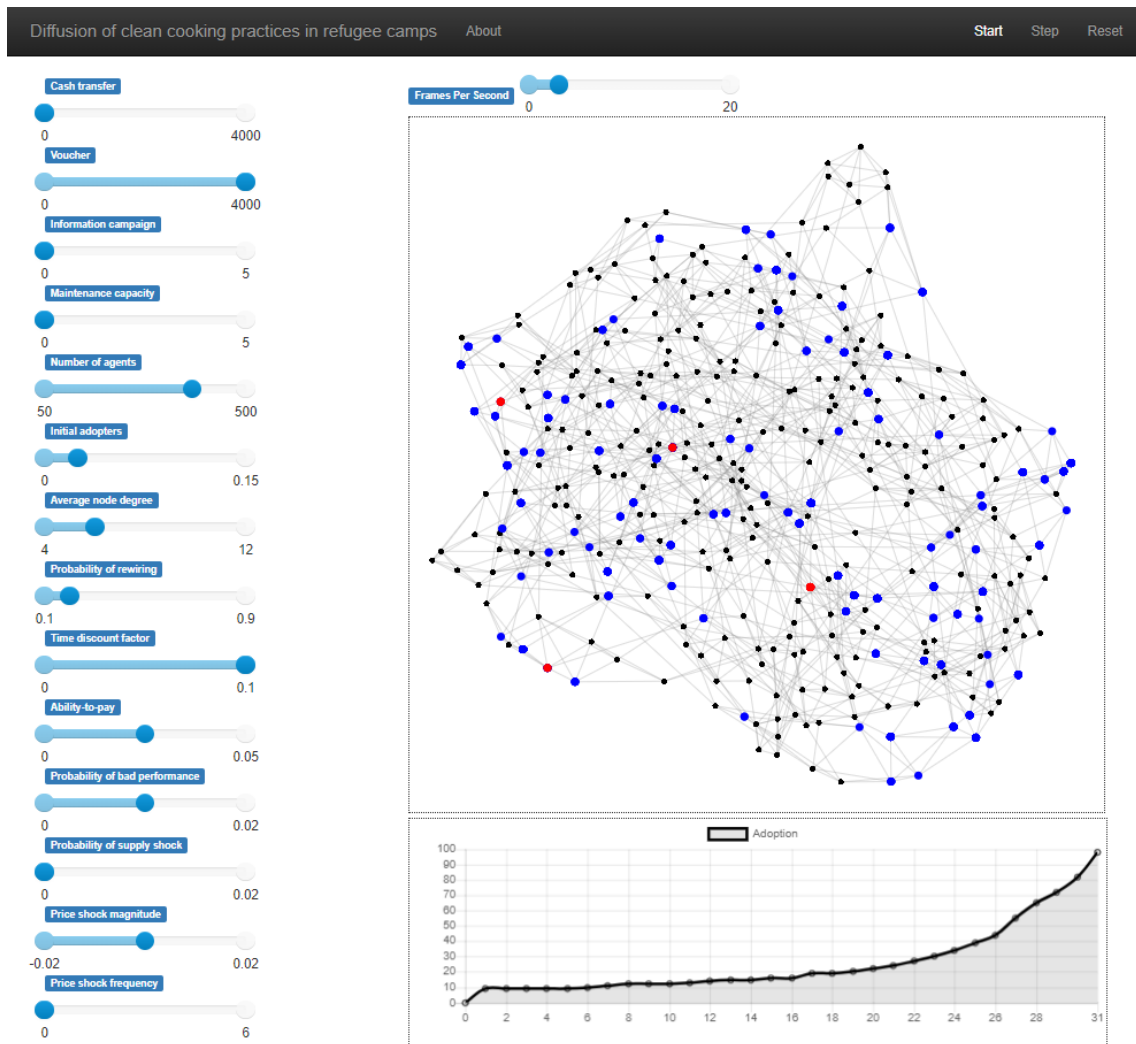 Diffusion of clean cooking practices in refugee camps About Start Step Reset
Cash transfer
0 4000
Voucher
0 4000
Information campaign
0 5
Maintenance capacity
0 5
Number of agents
50 500
Initial adopters
0 0.15
Average node degree
4 12
Probability of rewiring
0.1 0.9
Time discount factor
0 0.1
Ability-to-pay
0 0.05
Probability of bad performance
0 0.02
Probability of supply shock
0 0.02
Price shock magnitude
-0.02 0.02
Price shock frequency
0 6
Frames Per Second
0 20
Adoption
100
90
80
70
60
50
40
30
20
10
0
0 2 4 6 8 10 12 14 16 18 20 22 24 26 28 31